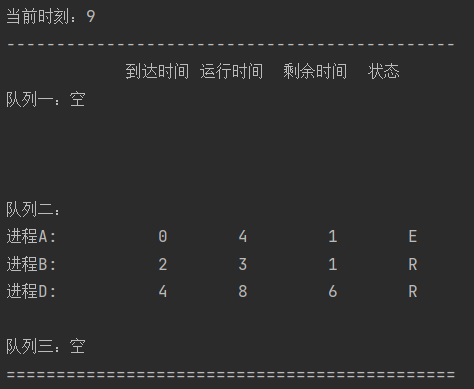 当前时刻：9
---------------------------------------------
到达时间 运行时间 剩余时间 状态
队列一：空
队列二：
进程A: 0 4 1 E
进程B: 2 3 1 R
进程D: 4 8 6 R
队列三：空
=============================================